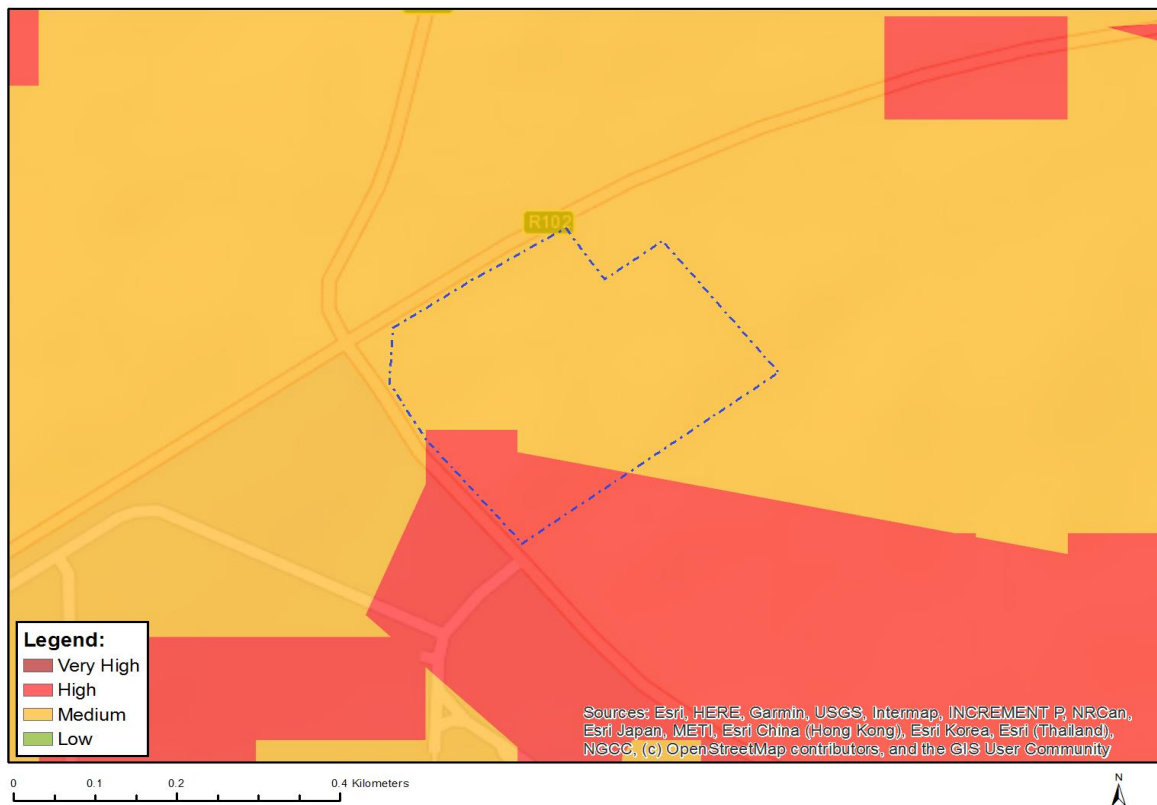 R102
Legend:
Very High
High
Medium
Low
Sources: Esri, HERE, Garmin, USGS, Intermap, INCREMENT P, NRCan,
Esri Japan, METI, Esri China (Hong Kong), Esri Korea, Esri (Thailand),
NGCC, (c) OpenStreetMap contributors, and the GIS User Community
0 0.1 0.2 0.4 Kilometers
N